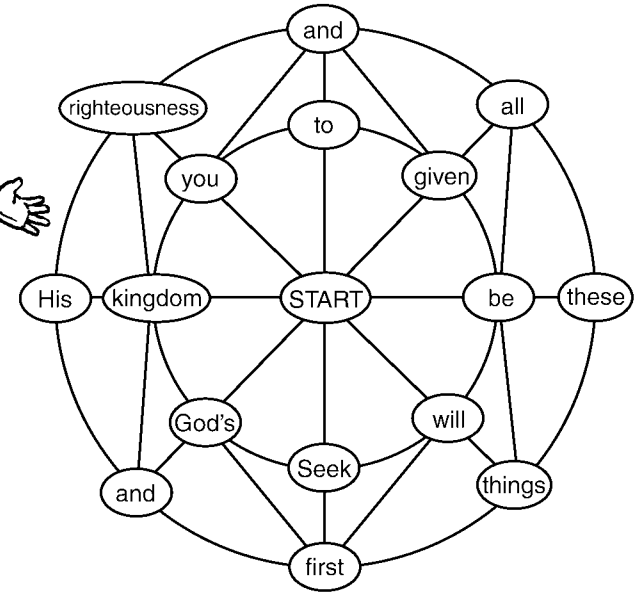 and
righteousness
all
to
you
given
His
kingdom
START
be
these
God's
will
Seek
and
things
first